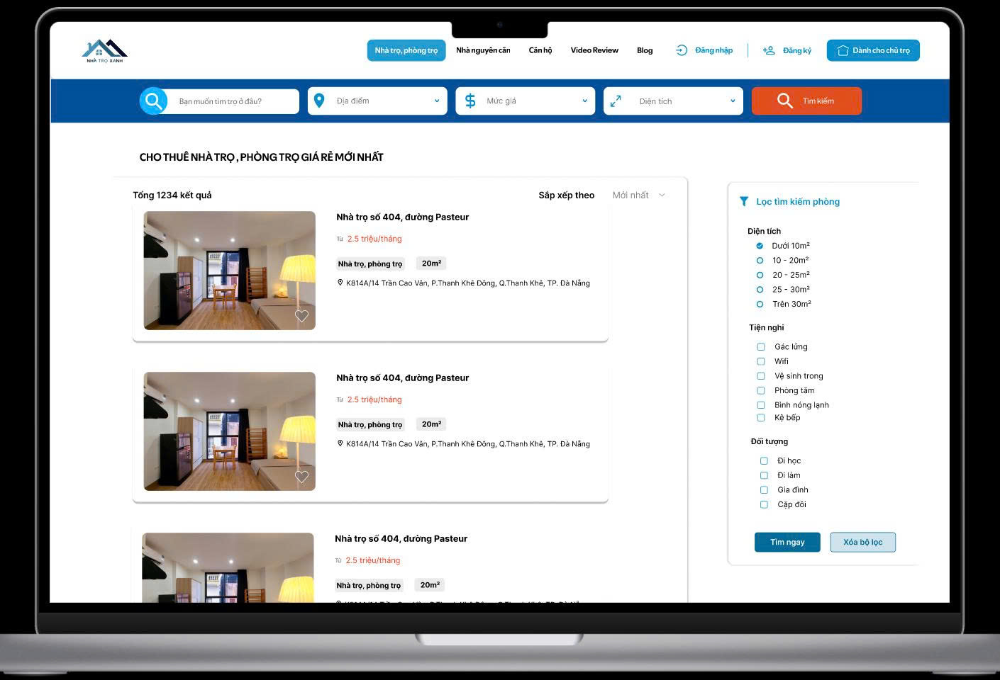 NHÀ TRỌ XANH
Nhà trọ, phòng trọ
Nhà nguyên căn
Căn hộ
Video Review
Blog
Đăng nhập
Đăng ký
Dành cho chủ trọ
Bạn muốn tìm trọ ở đâu?
Địa điểm
Mức giá
Diện tích
Tìm kiếm
CHO THUÊ NHÀ TRỌ , PHÒNG TRỌ GIÁ RẺ MỚI NHẤT
Tổng 1234 kết quả
Sắp xếp theo
Mới nhất
Nhà trọ số 404, đường Pasteur
Từ 2.5 triệu/tháng
Nhà trọ, phòng trọ 20m²
K814A/14 Trần Cao Vân, P.Thanh Khê Đông, Q.Thanh Khê, TP. Đà Nẵng
Nhà trọ số 404, đường Pasteur
Từ 2.5 triệu/tháng
Nhà trọ, phòng trọ 20m²
K814A/14 Trần Cao Vân, P.Thanh Khê Đông, Q.Thanh Khê, TP. Đà Nẵng
Nhà trọ số 404, đường Pasteur
Từ 2.5 triệu/tháng
Nhà trọ, phòng trọ 20m²
Lọc tìm kiếm phòng
Diện tích
Dưới 10m²
10 - 20m²
20 - 25m²
25 - 30m²
Trên 30m²
Tiện nghi
Gác lửng
Wifi
Vệ sinh trong
Phòng tắm
Bình nóng lạnh
Kệ bếp
Đối tượng
Đi học
Đi làm
Gia đình
Cặp đôi
Tìm ngay
Xóa bộ lọc